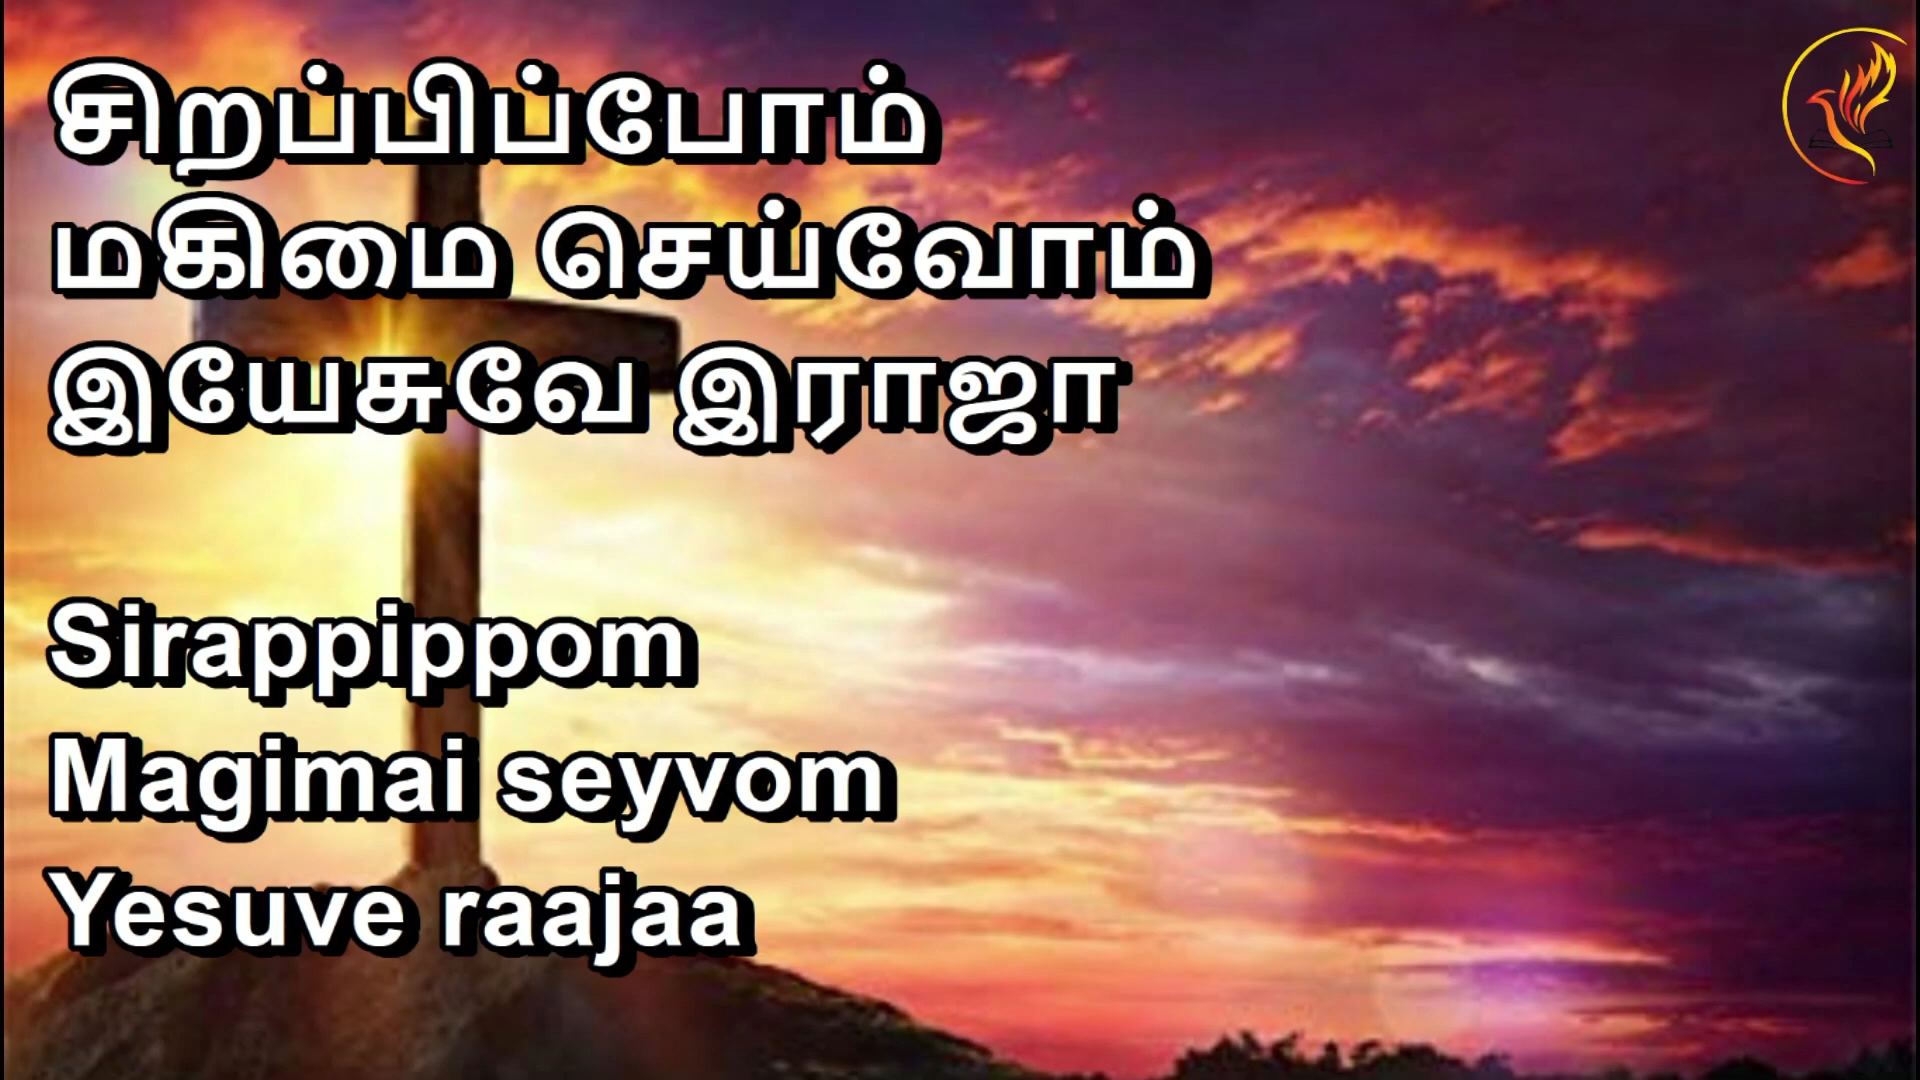 சிறப்பிப்போம்
மகிமை செய்வோம்
இயேசுவே இராஜா
Sirappippom
Magimai seyvom
Yesuve raajaa